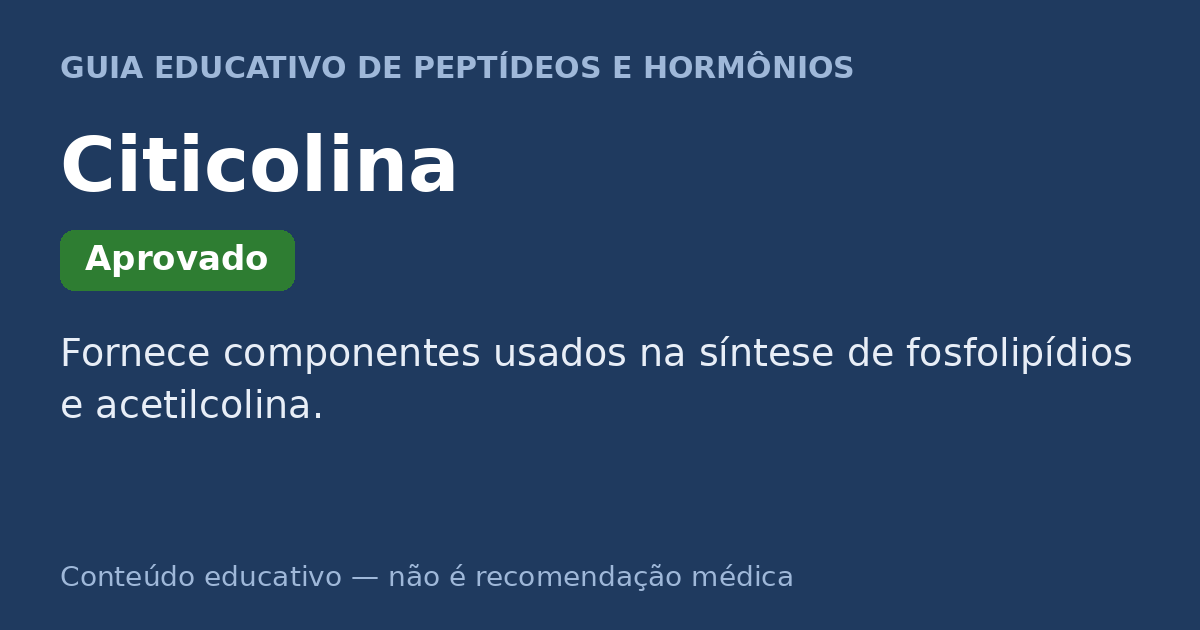 GUIA EDUCATIVO DE PEPTÍDEOS E HORMÔNIOS
Citicolina
Aprovado
Fornece componentes usados na síntese de fosfolipídios
e acetilcolina.
Conteúdo educativo — não é recomendação médica